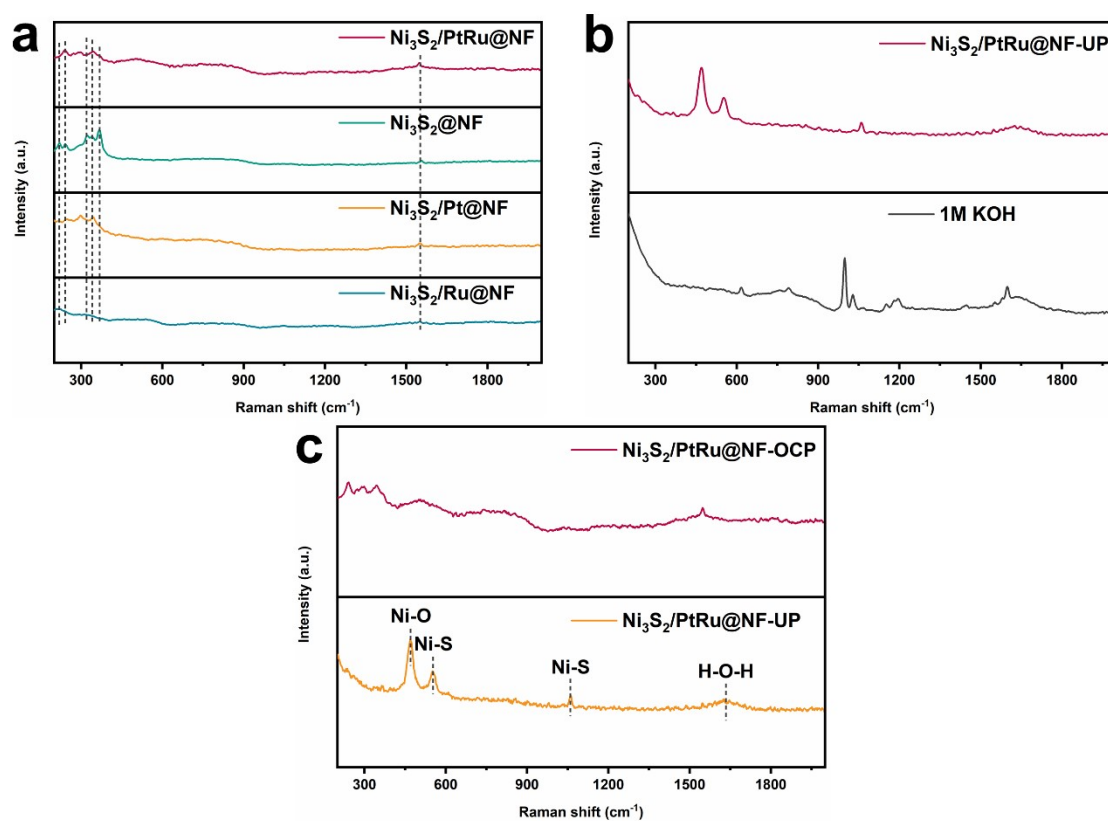 a
Ni₃S₂/PtRu@NF
Ni₃S₂@NF
Ni₃S₂/Pt@NF
Ni₃S₂/Ru@NF
Intensity (a.u.)
300 600 900 1200 1500 1800
Raman shift (cm⁻¹)
b
Ni₃S₂/PtRu@NF-UP
1M KOH
Intensity (a.u.)
300 600 900 1200 1500 1800
Raman shift (cm⁻¹)
c
Ni₃S₂/PtRu@NF-OCP
Ni₃S₂/PtRu@NF-UP
Ni-O
Ni-S
Ni-S
H-O-H
Intensity (a.u.)
300 600 900 1200 1500 1800
Raman shift (cm⁻¹)